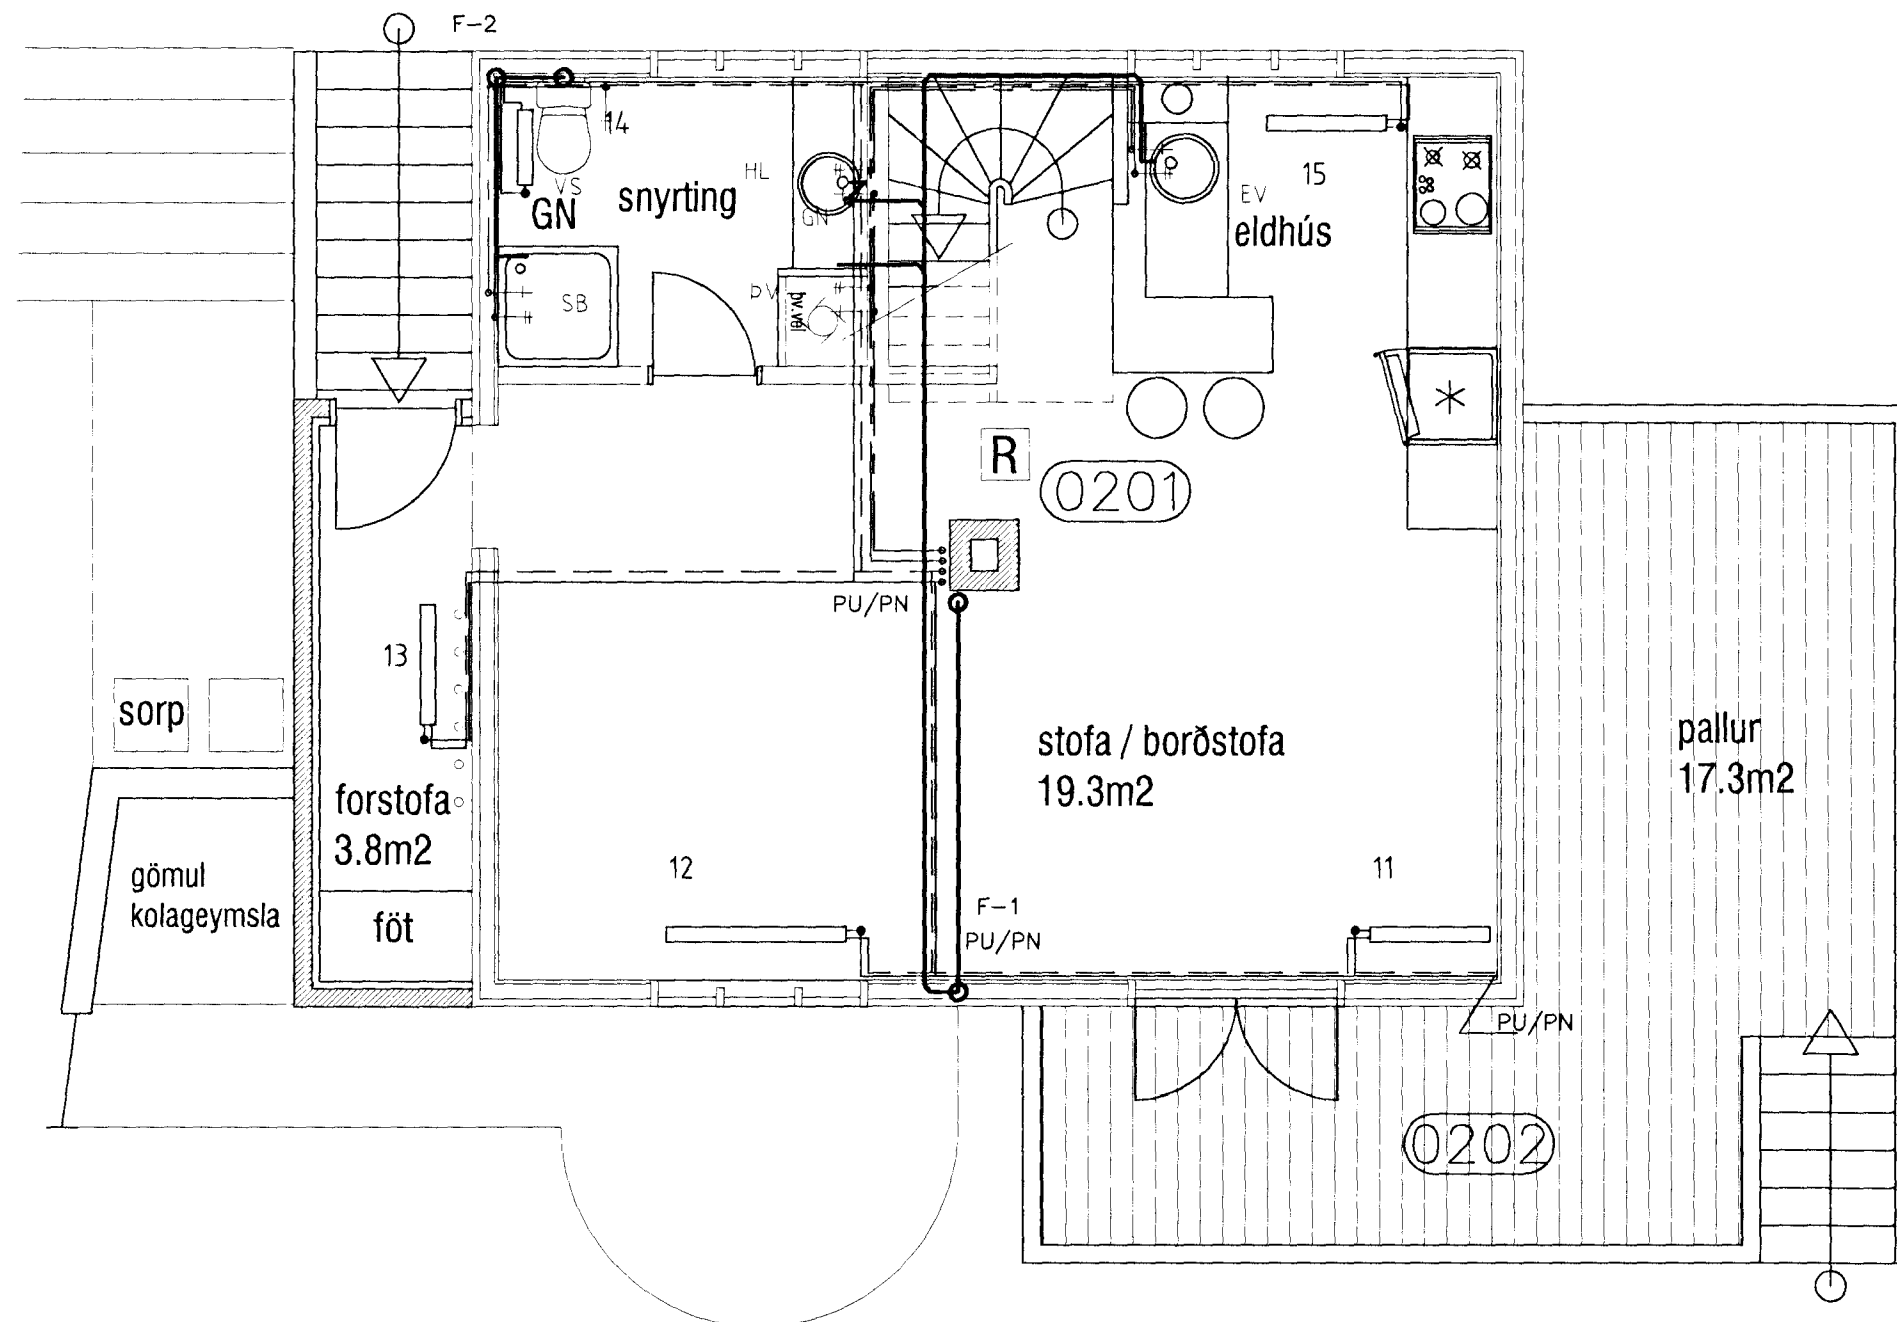 F-2
14
HL
VS
GN
snyrting
GN
15
EV
eldhús
SB
ÞV
þv.vél
R
0201
PU/PN
13
sorp
stofa / borðstofa
19.3m2
pallur
17.3m2
forstofa
3.8m2
12
11
gömul
kolageymsla
föt
F-1
PU/PN
PU/PN
0202